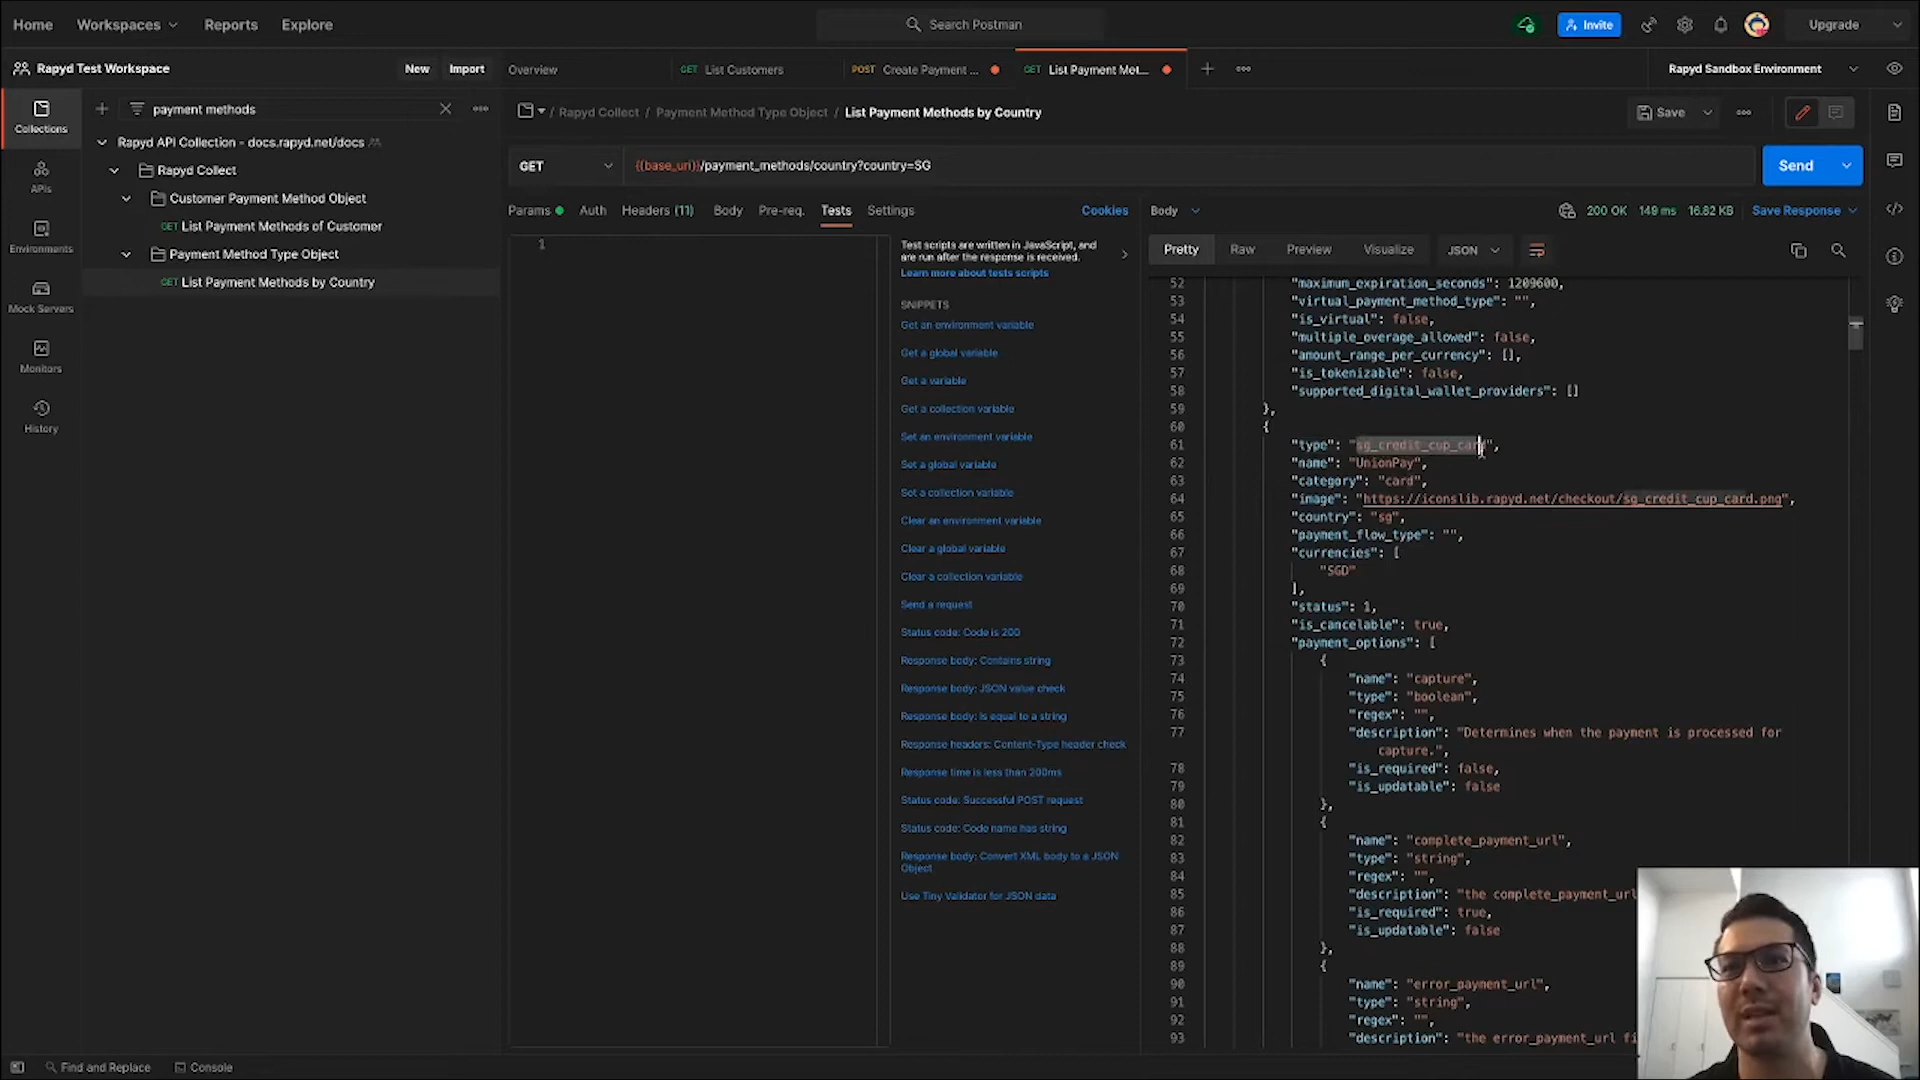 Home Workspaces Reports Explore Search Postman Invite Upgrade
Rapyd Test Workspace New Import Overview GET List Customers POST Create Payment ... GET List Payment Met... Rapyd Sandbox Environment
Collections
payment methods
/ Rapyd Collect / Payment Method Type Object / List Payment Methods by Country Save
Rapyd API Collection - docs.rapyd.net/docs
Rapyd Collect
Customer Payment Method Object
GET List Payment Methods of Customer
Payment Method Type Object
GET List Payment Methods by Country
APIs
Environments
Mock Servers
Monitors
History
GET {{base_uri}}/payment_methods/country?country=SG Send
Params Auth Headers (11) Body Pre-req. Tests Settings Cookies
1
Test scripts are written in JavaScript, and
are run after the response is received.
Learn more about tests scripts
SNIPPETS
Get an environment variable
Get a global variable
Get a variable
Get a collection variable
Set an environment variable
Set a global variable
Set a collection variable
Clear an environment variable
Clear a global variable
Clear a collection variable
Send a request
Status code: Code is 200
Response body: Contains string
Response body: JSON value check
Response body: Is equal to a string
Response headers: Content-Type header check
Response time is less than 200ms
Status code: Successful POST request
Status code: Code name has string
Response body: Convert XML body to a JSON
Object
Use Tiny Validator for JSON data
Body 200 OK 149 ms 16.82 KB Save Response
Pretty Raw Preview Visualize JSON
52 "maximum_expiration_seconds": 1209600,
53 "virtual_payment_method_type": "",
54 "is_virtual": false,
55 "multiple_overage_allowed": false,
56 "amount_range_per_currency": [],
57 "is_tokenizable": false,
58 "supported_digital_wallet_providers": []
59 },
60 {
61 "type": "sg_credit_cup_card",
62 "name": "UnionPay",
63 "category": "card",
64 "image": "https://iconslib.rapyd.net/checkout/sg_credit_cup_card.png",
65 "country": "sg",
66 "payment_flow_type": "",
67 "currencies": [
68 "SGD"
69 ],
70 "status": 1,
71 "is_cancelable": true,
72 "payment_options": [
73 {
74 "name": "capture",
75 "type": "boolean",
76 "regex": "",
77 "description": "Determines when the payment is processed for
capture.",
78 "is_required": false,
79 "is_updatable": false
80 },
81 {
82 "name": "complete_payment_url",
83 "type": "string",
84 "regex": "",
85 "description": "the complete_payment_url
86 "is_required": true,
87 "is_updatable": false
88 },
89 {
90 "name": "error_payment_url",
91 "type": "string",
92 "regex": "",
93 "description": "the error_payment_url
Find and Replace Console